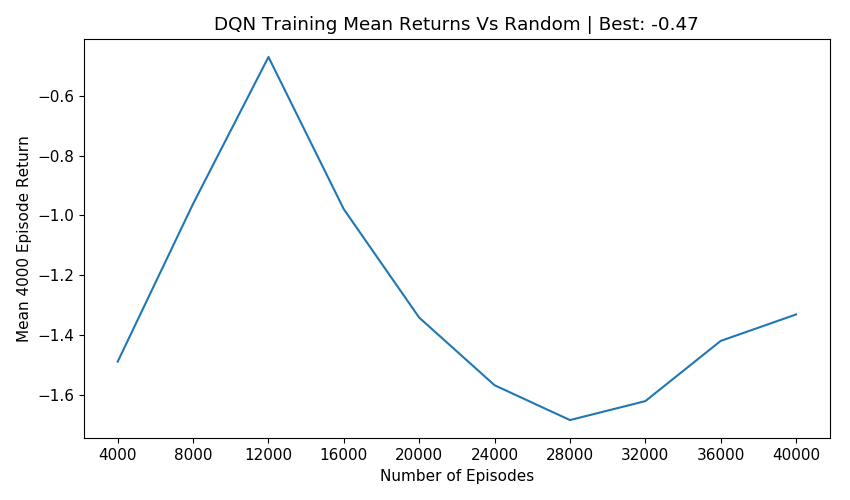 DQN Training Mean Returns Vs Random | Best: -0.47
Mean 4000 Episode Return
−0.6
−0.8
−1.0
−1.2
−1.4
−1.6
4000 8000 12000 16000 20000 24000 28000 32000 36000 40000
Number of Episodes